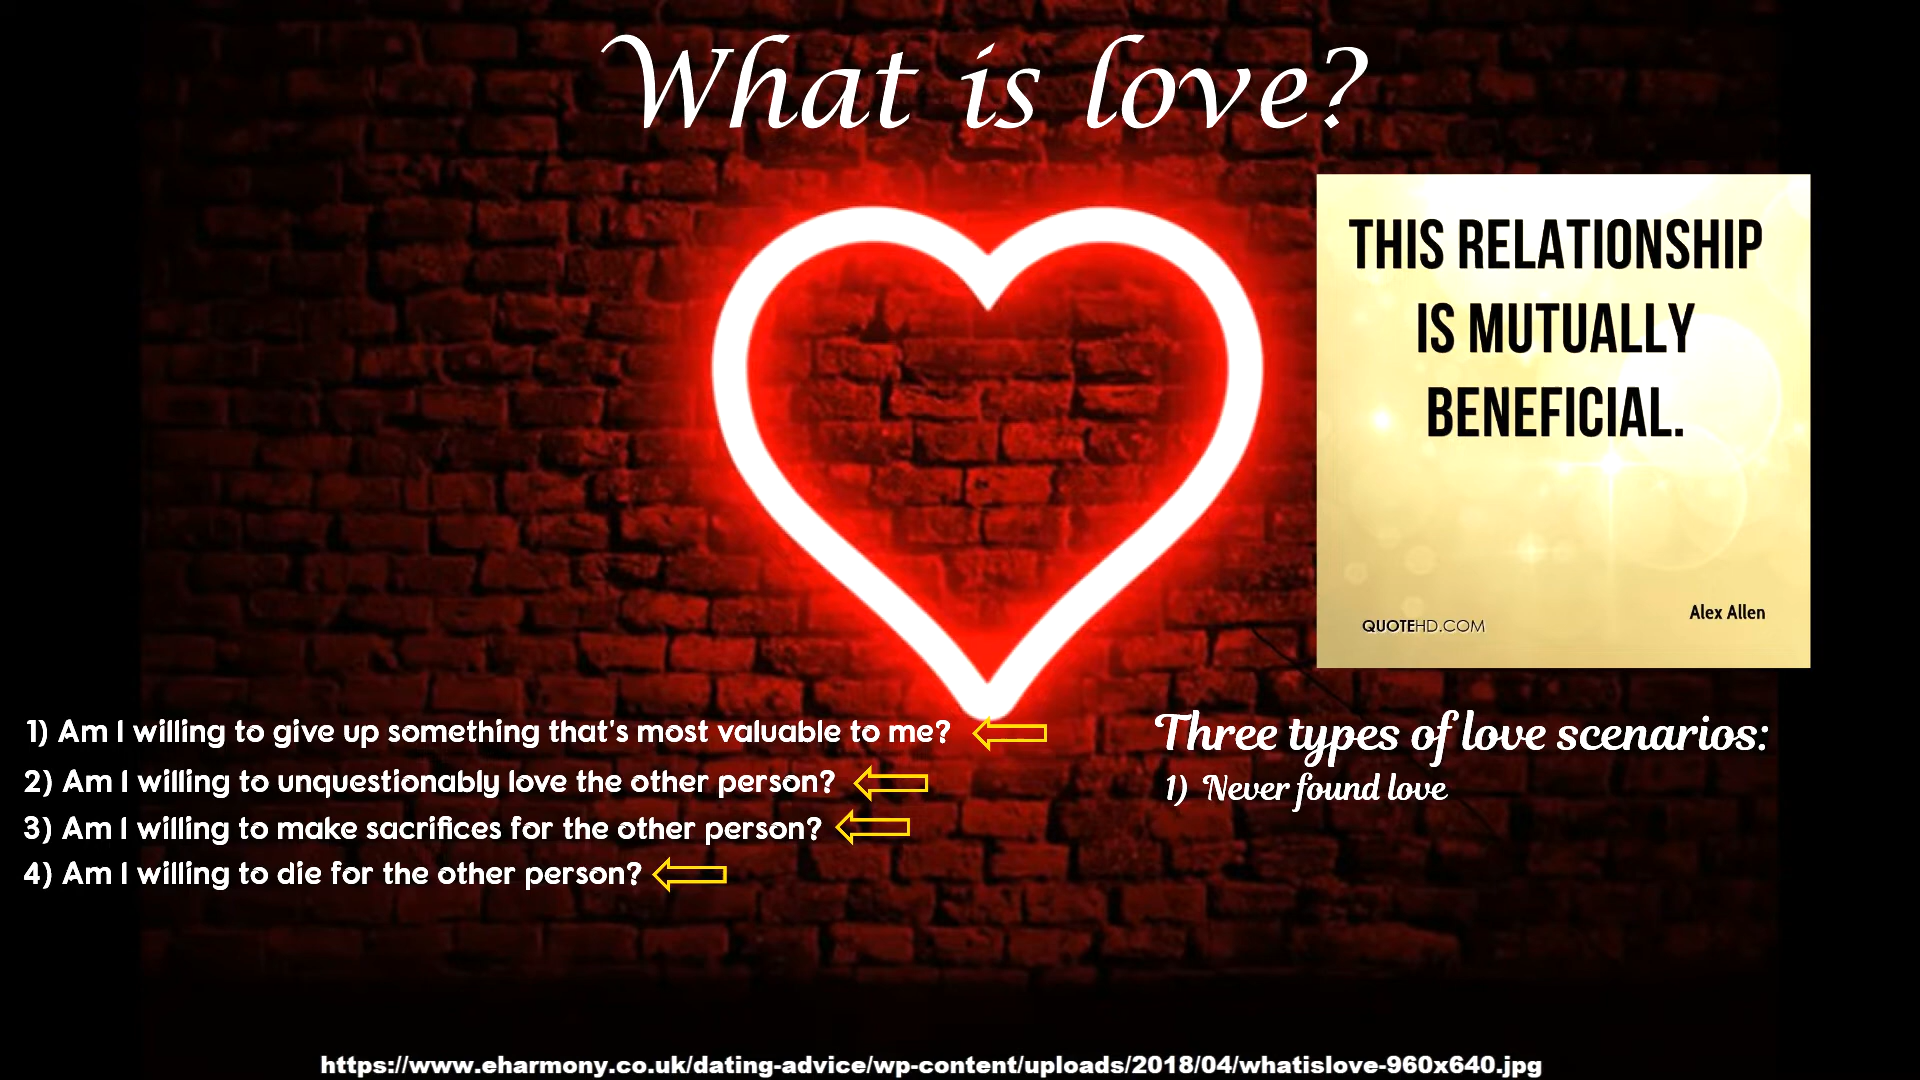 What is love?
THIS RELATIONSHIP
IS MUTUALLY
BENEFICIAL.
Alex Allen
QUOTEHD.COM
1) Am I willing to give up something that's most valuable to me?
2) Am I willing to unquestionably love the other person?
3) Am I willing to make sacrifices for the other person?
4) Am I willing to die for the other person?
Three types of love scenarios:
1) Never found love
https://www.eharmony.co.uk/dating-advice/wp-content/uploads/2018/04/whatislove-960x640.jpg